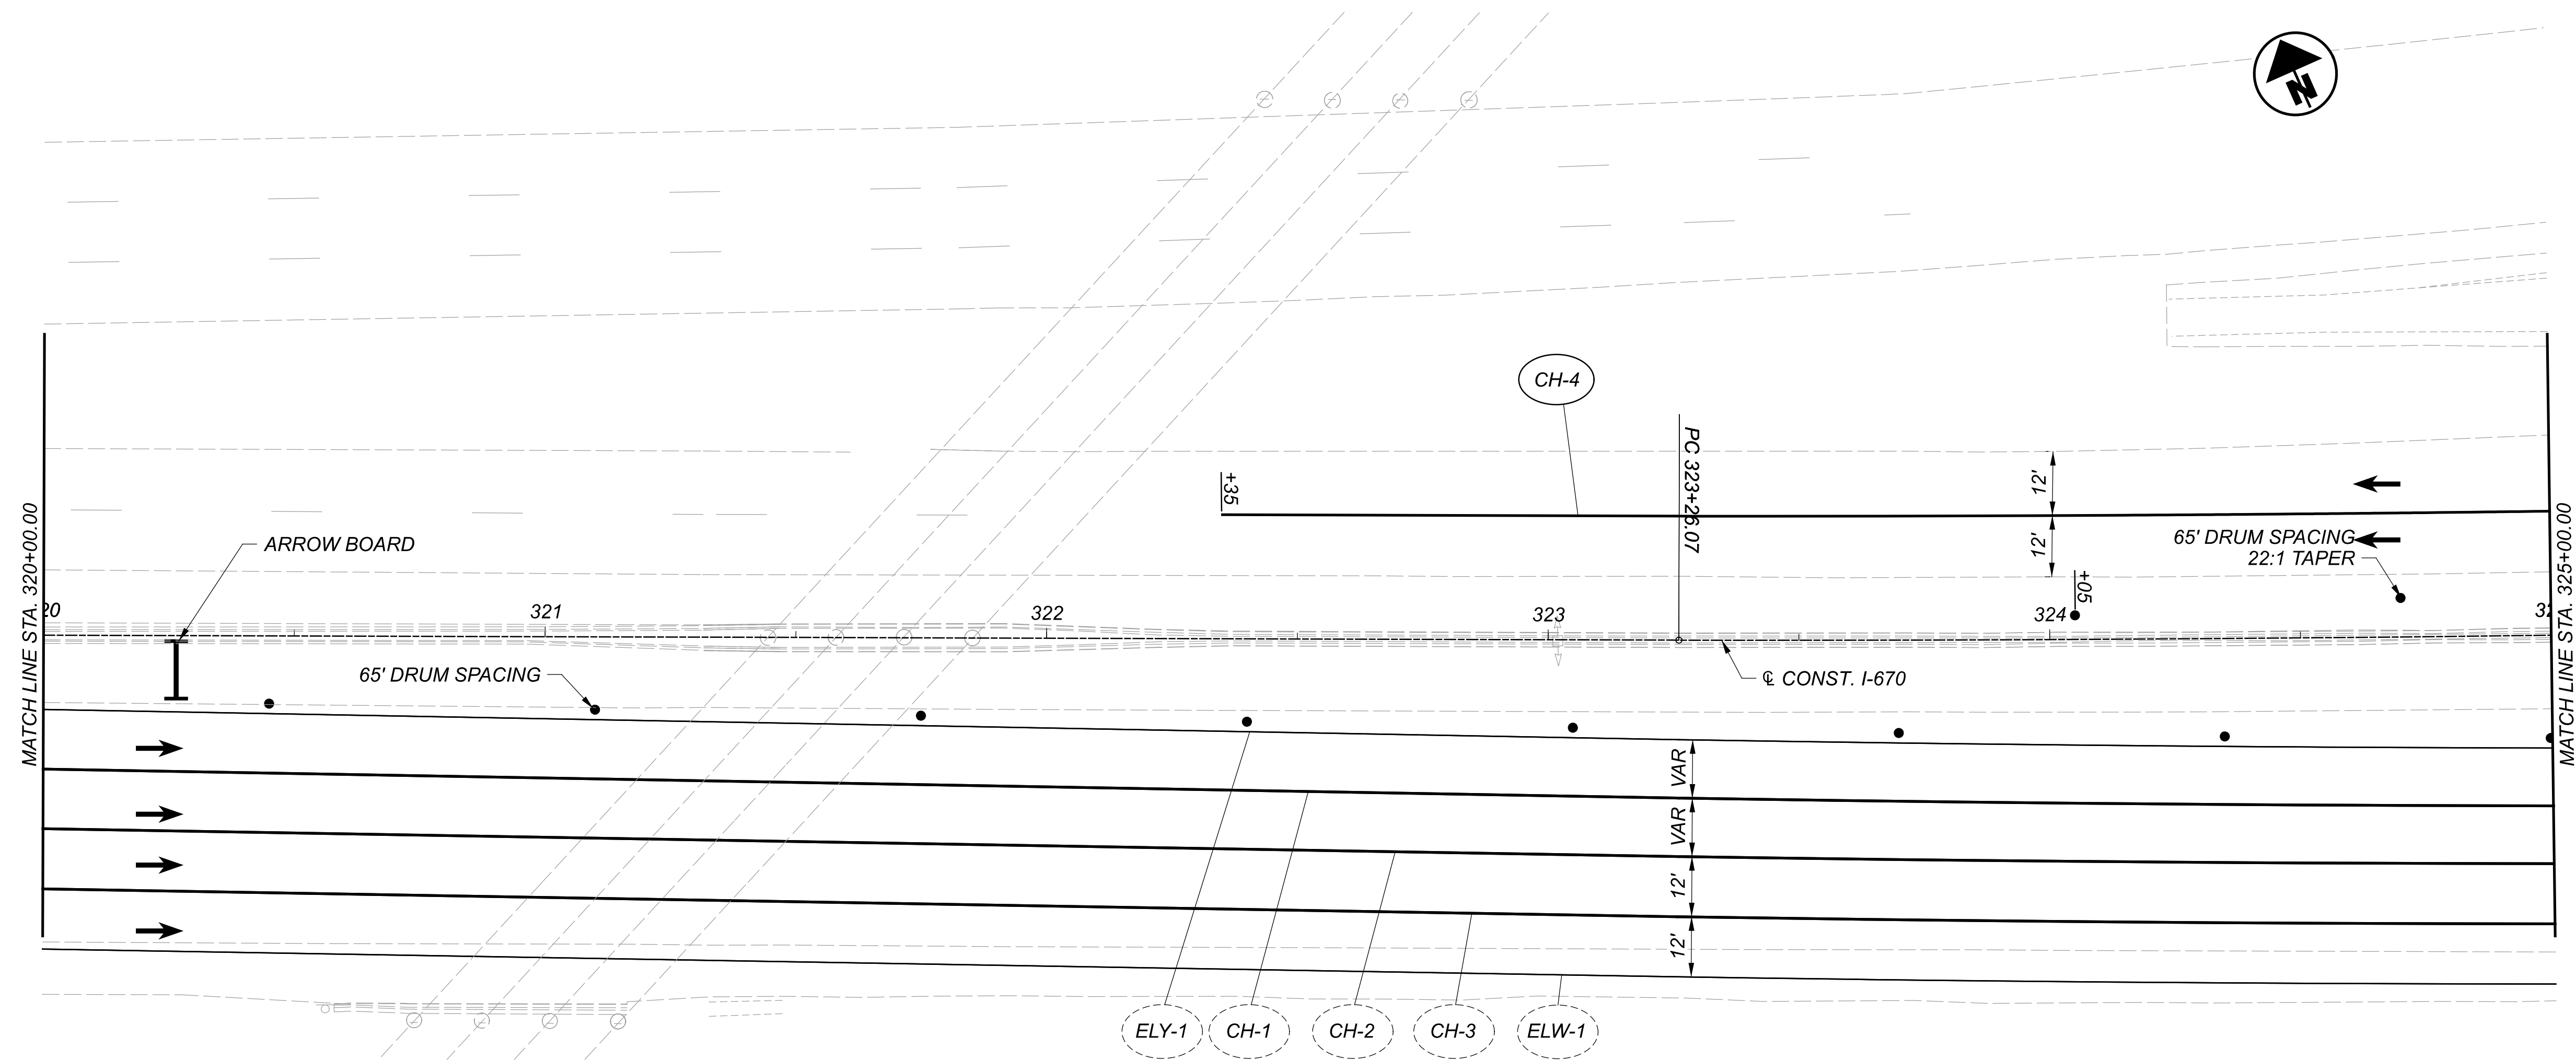 N
CH-4
+35
PC 323+26.07
12'
12'
MATCH LINE STA. 320+00.00
ARROW BOARD
65' DRUM SPACING
22:1 TAPER
+05
MATCH LINE STA. 325+00.00
20
321
322
323
324
32
65' DRUM SPACING
℄ CONST. I-670
VAR
VAR
12'
12'
ELY-1
CH-1
CH-2
CH-3
ELW-1